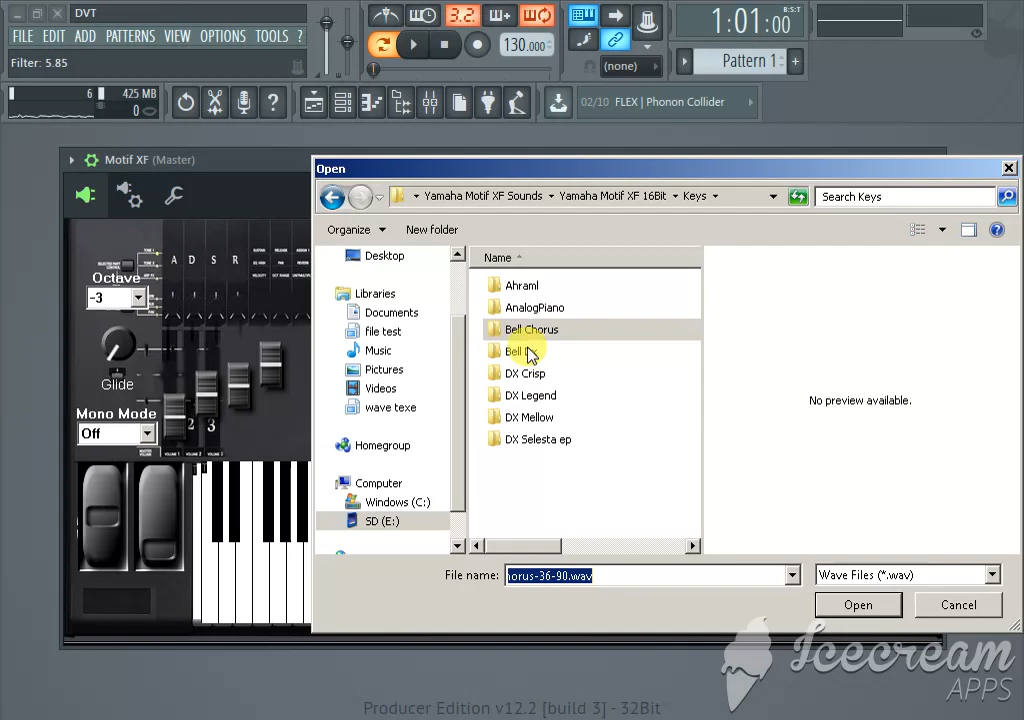 DVT
FILE EDIT ADD PATTERNS VIEW OPTIONS TOOLS ?
Filter: 5.85
3.2
130.000
1:01:00
B:S:T
(none)
Pattern 1
6 425 MB
0
02/10 FLEX | Phonon Collider
Motif XF (Master)
Octave
-3
A D S R
Glide
Mono Mode
Off
2
3
Open
Yamaha Motif XF Sounds Yamaha Motif XF 16Bit Keys
Search Keys
Organize New folder
Desktop
Libraries
Documents
file test
Music
Pictures
Videos
wave texe
Homegroup
Computer
Windows (C:)
SD (E:)
Name
Ahraml
AnalogPiano
Bell Chorus
Bell
DX Crisp
DX Legend
DX Mellow
DX Selesta ep
No preview available.
File name: horus-36-90.wav
Wave Files (*.wav)
Open Cancel
Icecream
APPS
Producer Edition v12.2 [build 3] - 32Bit